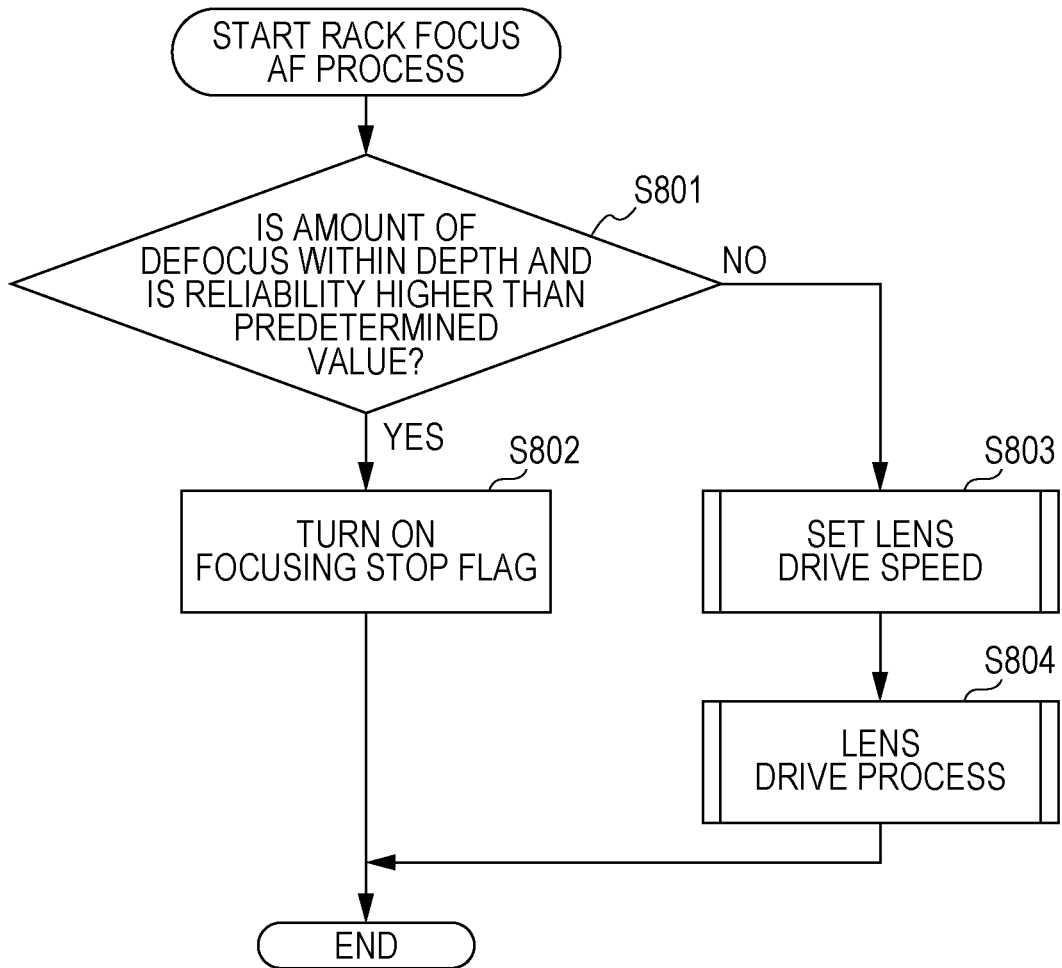 START RACK FOCUS
AF PROCESS
S801
IS AMOUNT OF
DEFOCUS WITHIN DEPTH AND
IS RELIABILITY HIGHER THAN
PREDETERMINED
VALUE?
NO
YES
S802
TURN ON
FOCUSING STOP FLAG
S803
SET LENS
DRIVE SPEED
S804
LENS
DRIVE PROCESS
END